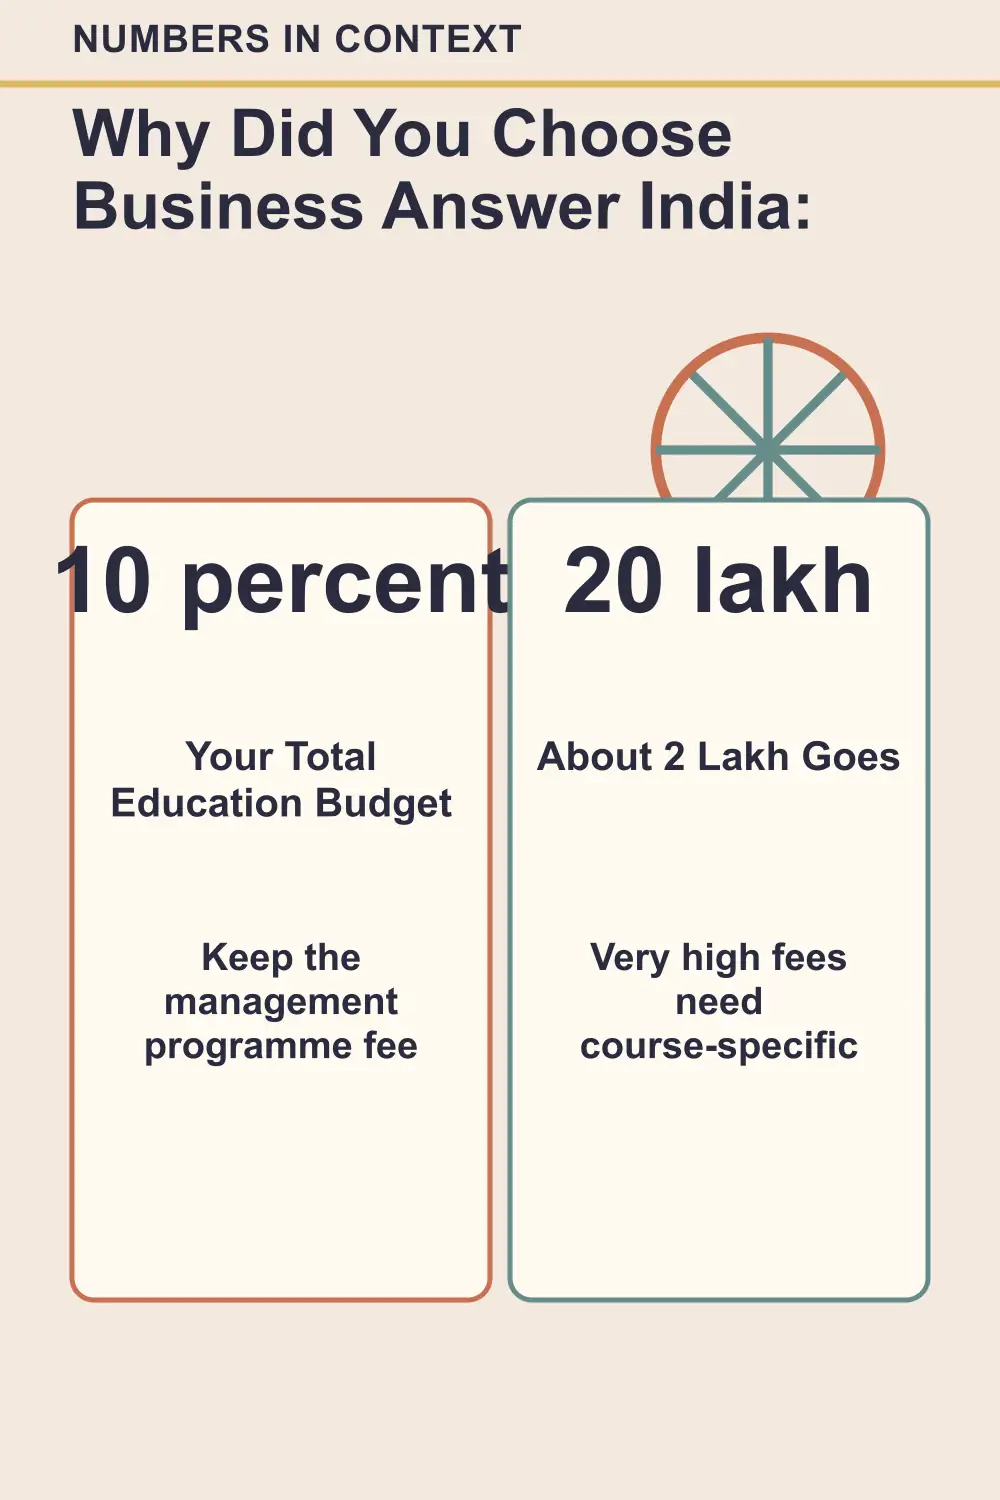 NUMBERS IN CONTEXT
Why Did You Choose
Business Answer India:
10 percent
Your Total
Education Budget
Keep the
management
programme fee
20 lakh
About 2 Lakh Goes
Very high fees
need
course-specific